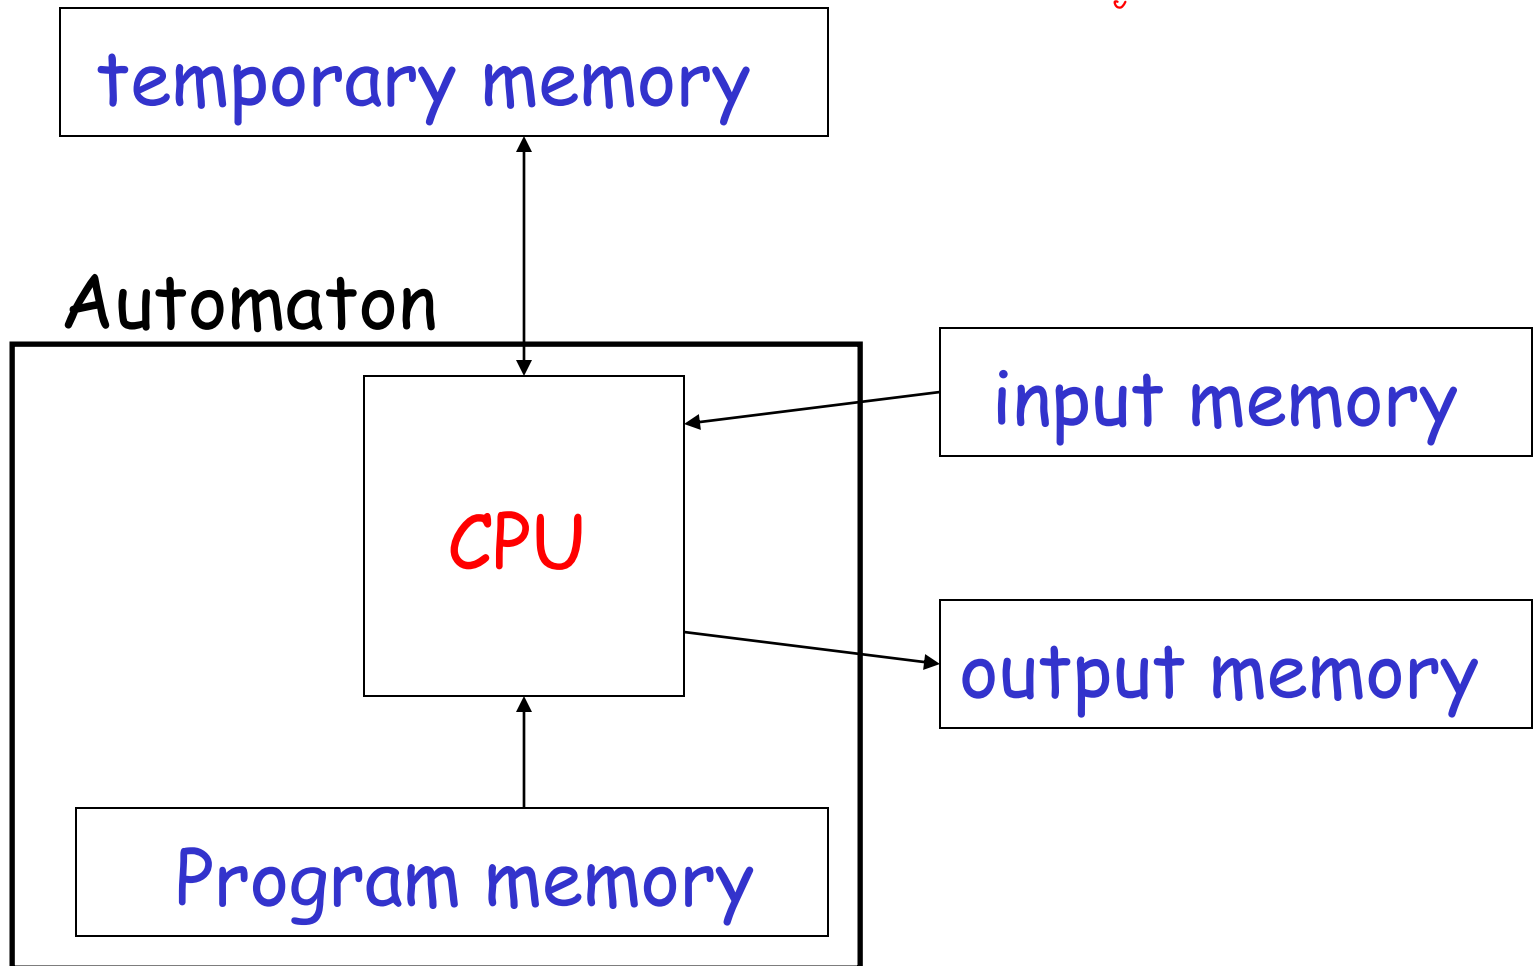 temporary memory
Automaton
input memory
CPU
output memory
Program memory